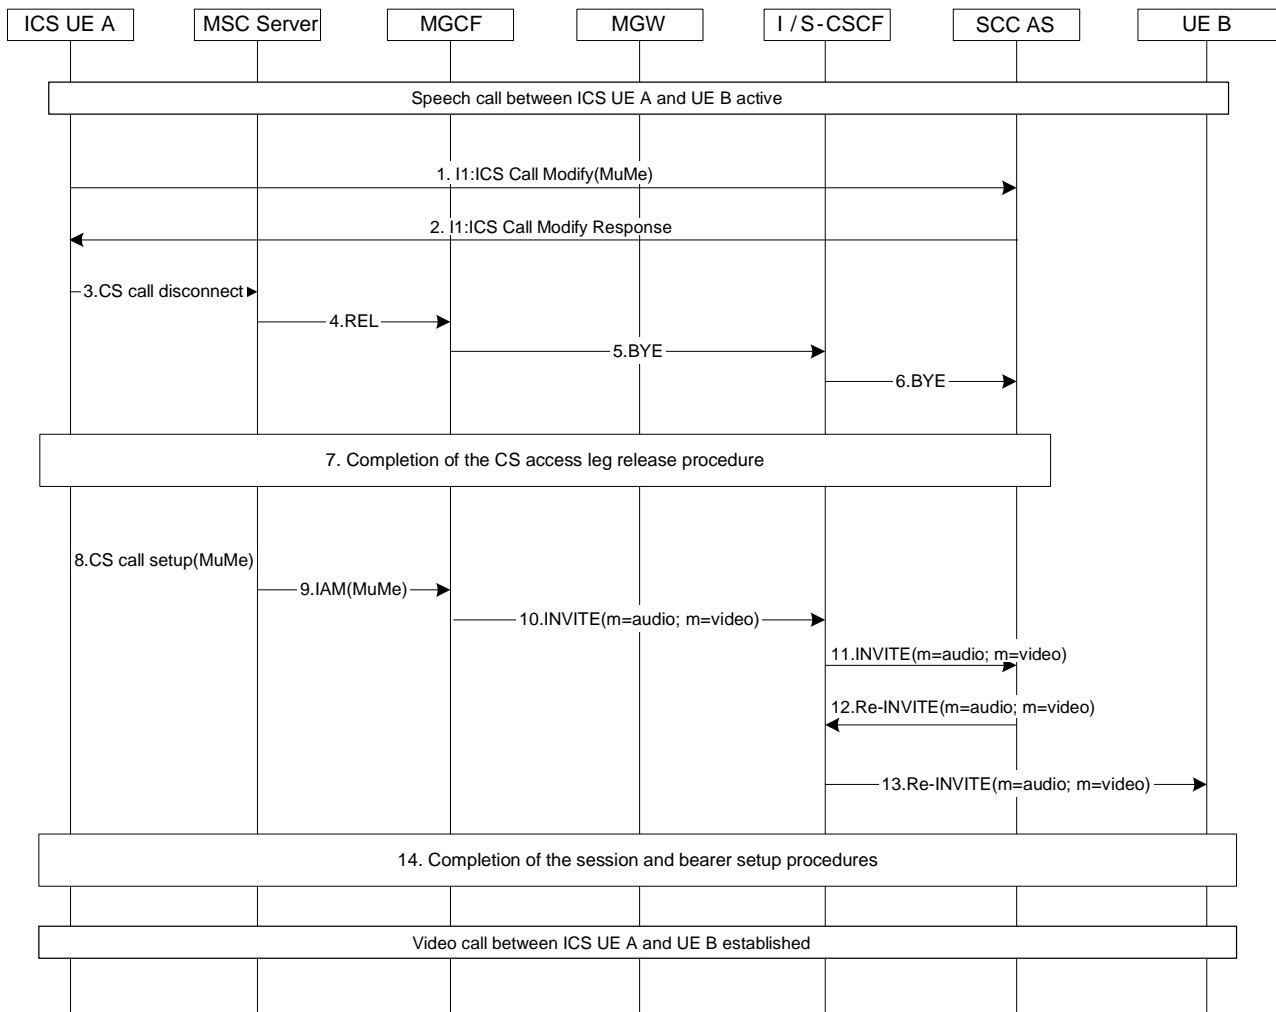 ICS UE A
MSC Server
MGCF
MGW
I / S-CSCF
SCC AS
UE B
Speech call between ICS UE A and UE B active
1. I1:ICS Call Modify(MuMe)
2. I1:ICS Call Modify Response
3.CS call disconnect
4.REL
5.BYE
6.BYE
7. Completion of the CS access leg release procedure
8.CS call setup(MuMe)
9.IAM(MuMe)
10.INVITE(m=audio; m=video)
11.INVITE(m=audio; m=video)
12.Re-INVITE(m=audio; m=video)
13.Re-INVITE(m=audio; m=video)
14. Completion of the session and bearer setup procedures
Video call between ICS UE A and UE B established